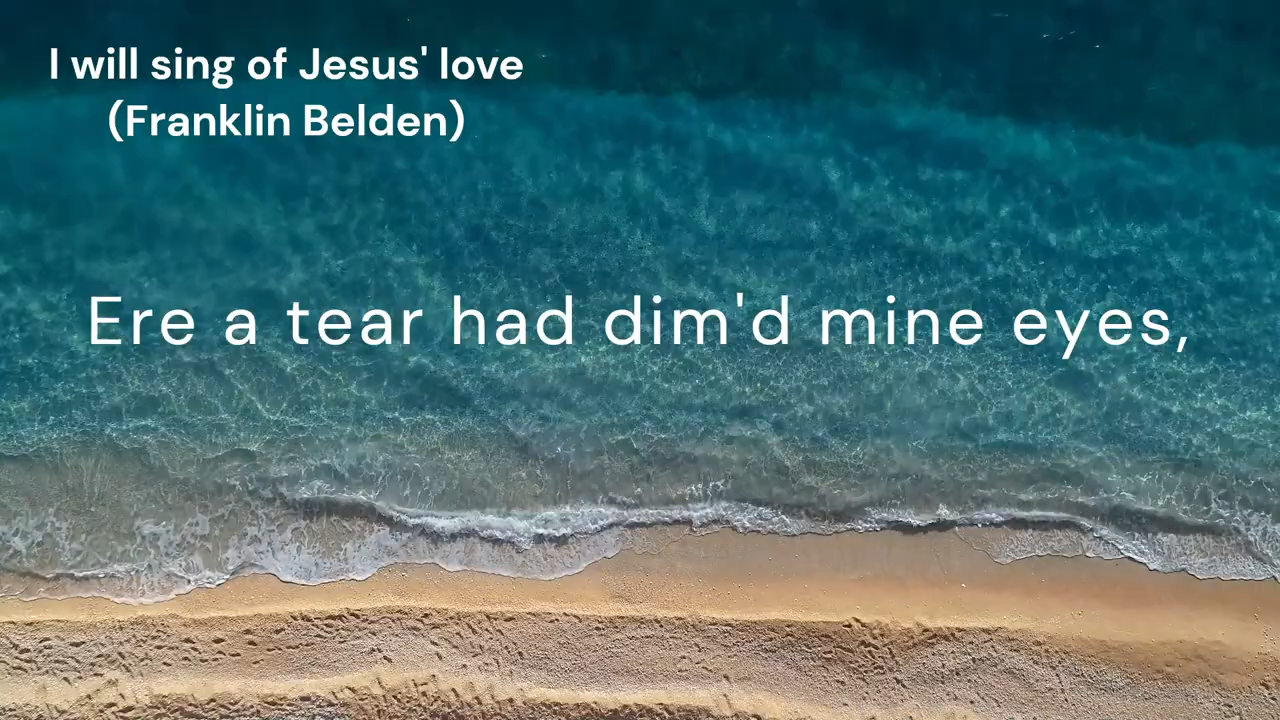 I will sing of Jesus' love
(Franklin Belden)
Ere a tear had dim'd mine eyes,